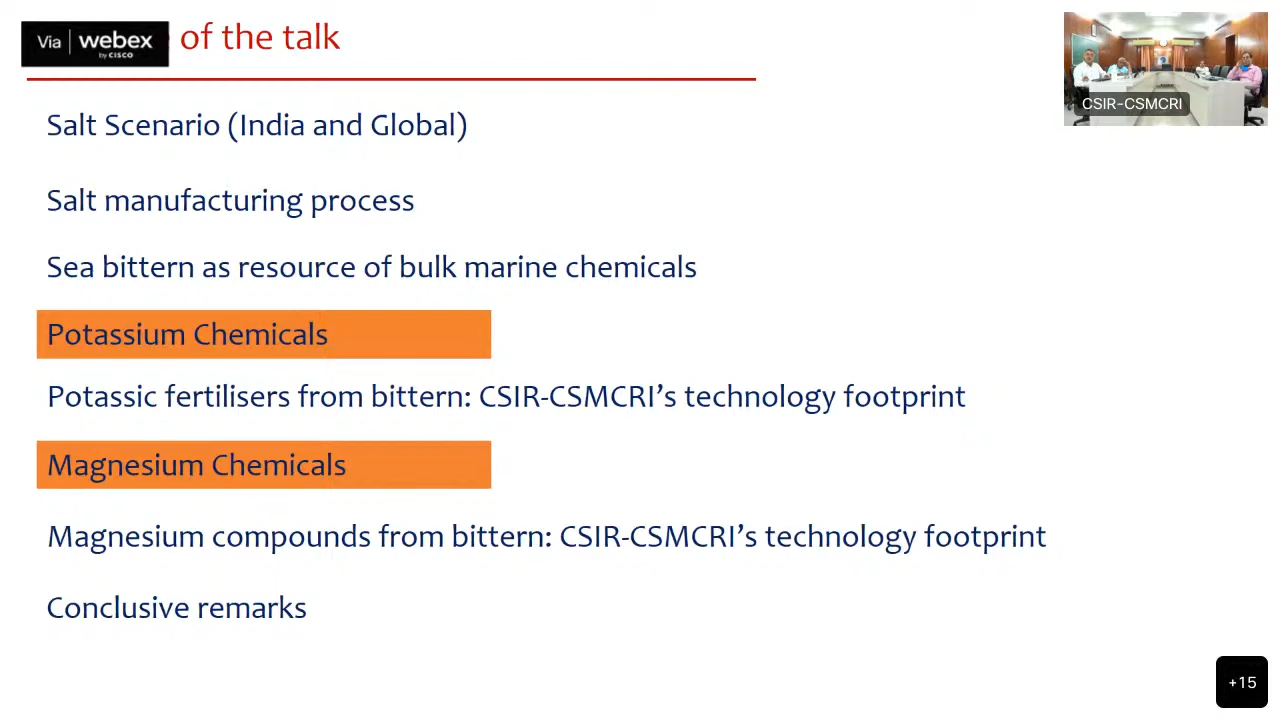 Via | webex
by CISCO
of the talk
CSIR-CSMCRI
Salt Scenario (India and Global)
Salt manufacturing process
Sea bittern as resource of bulk marine chemicals
Potassium Chemicals
Potassic fertilisers from bittern: CSIR-CSMCRI’s technology footprint
Magnesium Chemicals
Magnesium compounds from bittern: CSIR-CSMCRI’s technology footprint
Conclusive remarks
+15